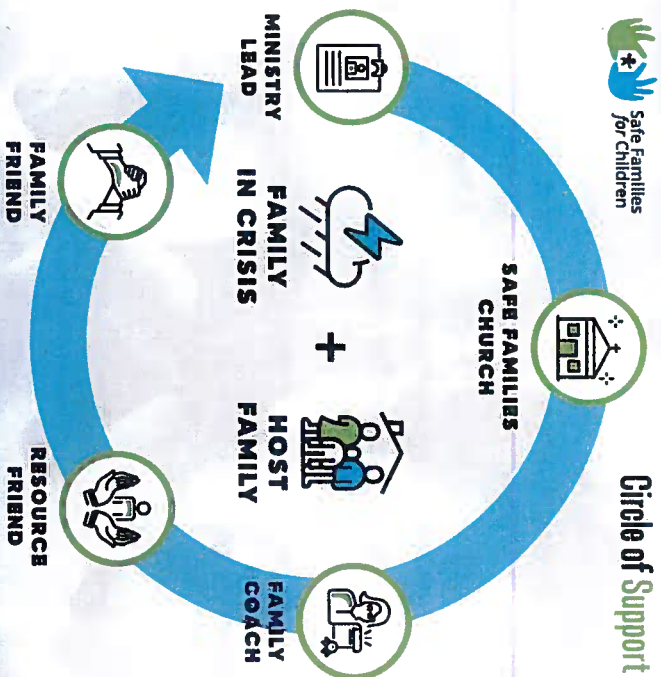 Safe Families
for Children
Circle of Support
SAFE FAMILIES
CHURCH
MINISTRY
LEAD
FAMILY
IN CRISIS
+
HOST
FAMILY
FAMILY
COACH
FAMILY
FRIEND
RESOURCE
FRIEND